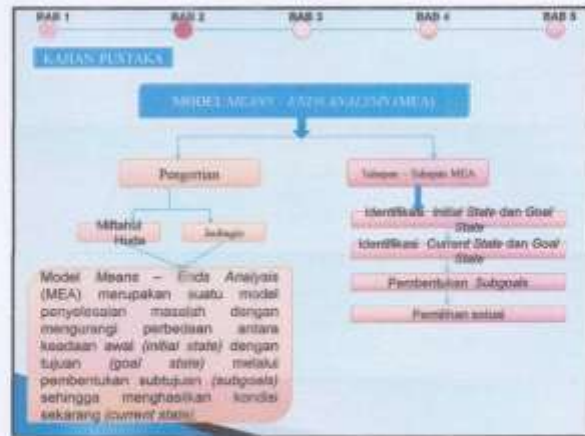 BAB 1 BAB 2 BAB 3 BAB 4 BAB 5
KAJIAN PUSTAKA
MODEL MEANS – ENDS ANALYSIS (MEA)
Pengertian
Tahapan – Tahapan MEA
Miftahul
Huda
Identifikasi Initial State dan Goal
State
Identifikasi Current State dan Goal
State
Pembentukan Subgoals
Pemilihan solusi
Model Means – Ends Analysis
(MEA) merupakan suatu model
penyelesaian masalah dengan
mengurangi perbedaan antara
keadaan awal (initial state) dengan
tujuan (goal state) melalui
pembentukan subtujuan (subgoals)
sehingga menghasilkan kondisi
sekarang (current state)